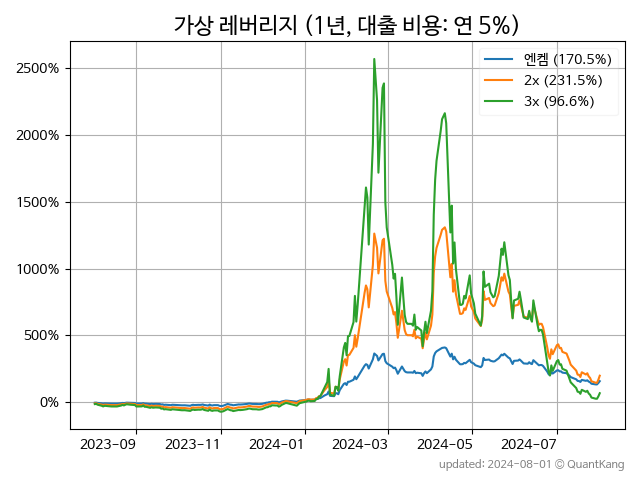 가상 레버리지 (1년, 대출 비용: 연 5%)
엔켐 (170.5%)
2x (231.5%)
3x (96.6%)
2500%
2000%
1500%
1000%
500%
0%
2023-09 2023-11 2024-01 2024-03 2024-05 2024-07
updated: 2024-08-01 © QuantKang